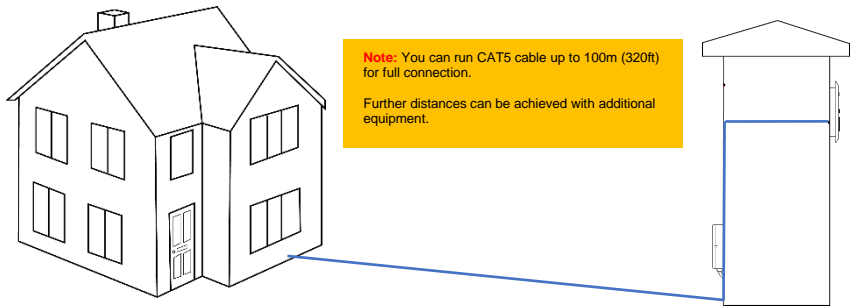 Note: You can run CAT5 cable up to 100m (320ft)
for full connection.
Further distances can be achieved with additional
equipment.